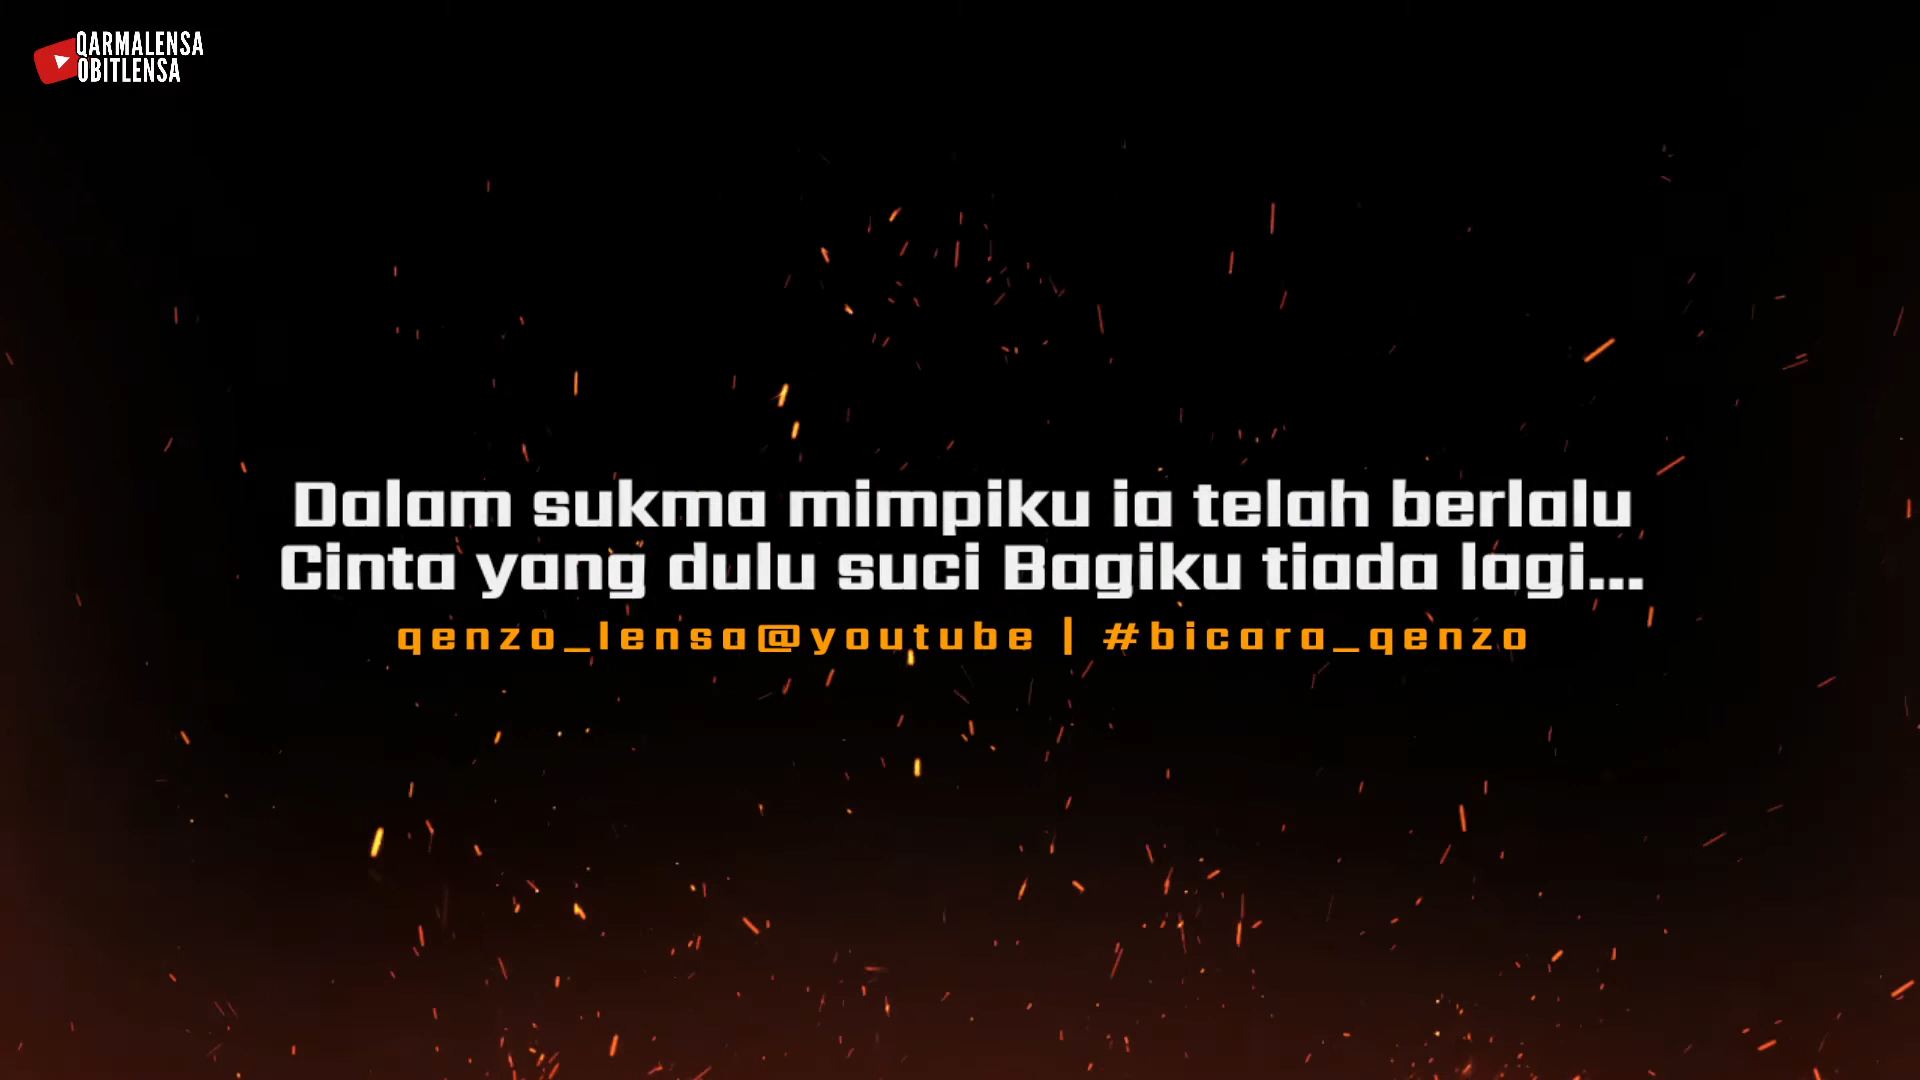 QARMALENSA
OBITLENSA
Dalam sukma mimpiku ia telah berlalu
Cinta yang dulu suci Bagiku tiada lagi...
qenzo_lensa@youtube | #bicara_qenzo